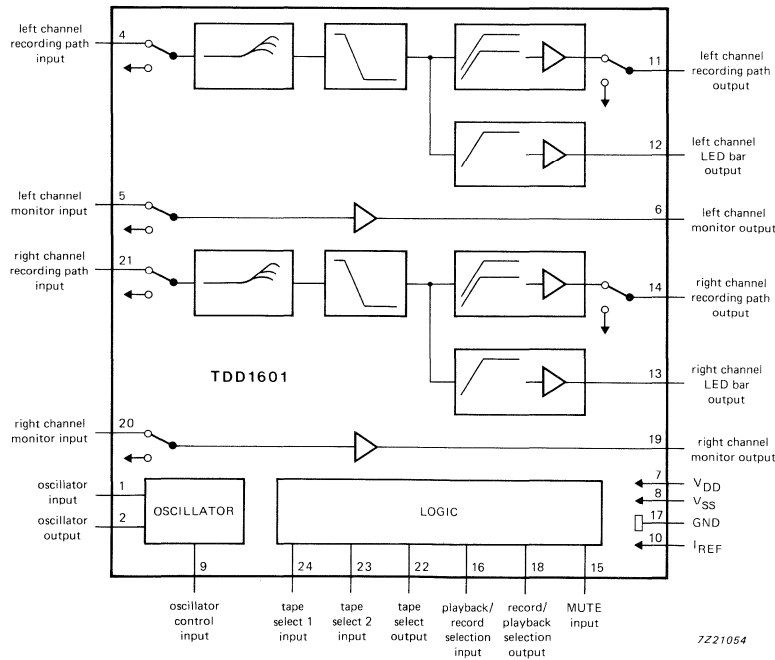 left channel
recording path
input
4
11
left channel
recording path
output
12
left channel
LED bar
output
left channel
monitor input
5
6
left channel
monitor output
right channel
recording path
input
21
14
right channel
recording path
output
TDD1601
13
right channel
LED bar
output
right channel
monitor input
20
19
right channel
monitor output
oscillator
input
1
oscillator
output
2
OSCILLATOR
LOGIC
7
VDD
8
VSS
17
GND
10
IREF
9
24
23
22
16
18
15
oscillator
control
input
tape
select 1
input
tape
select 2
input
tape
select
output
playback/
record
selection
input
record/
playback
selection
output
MUTE
input
7Z21054